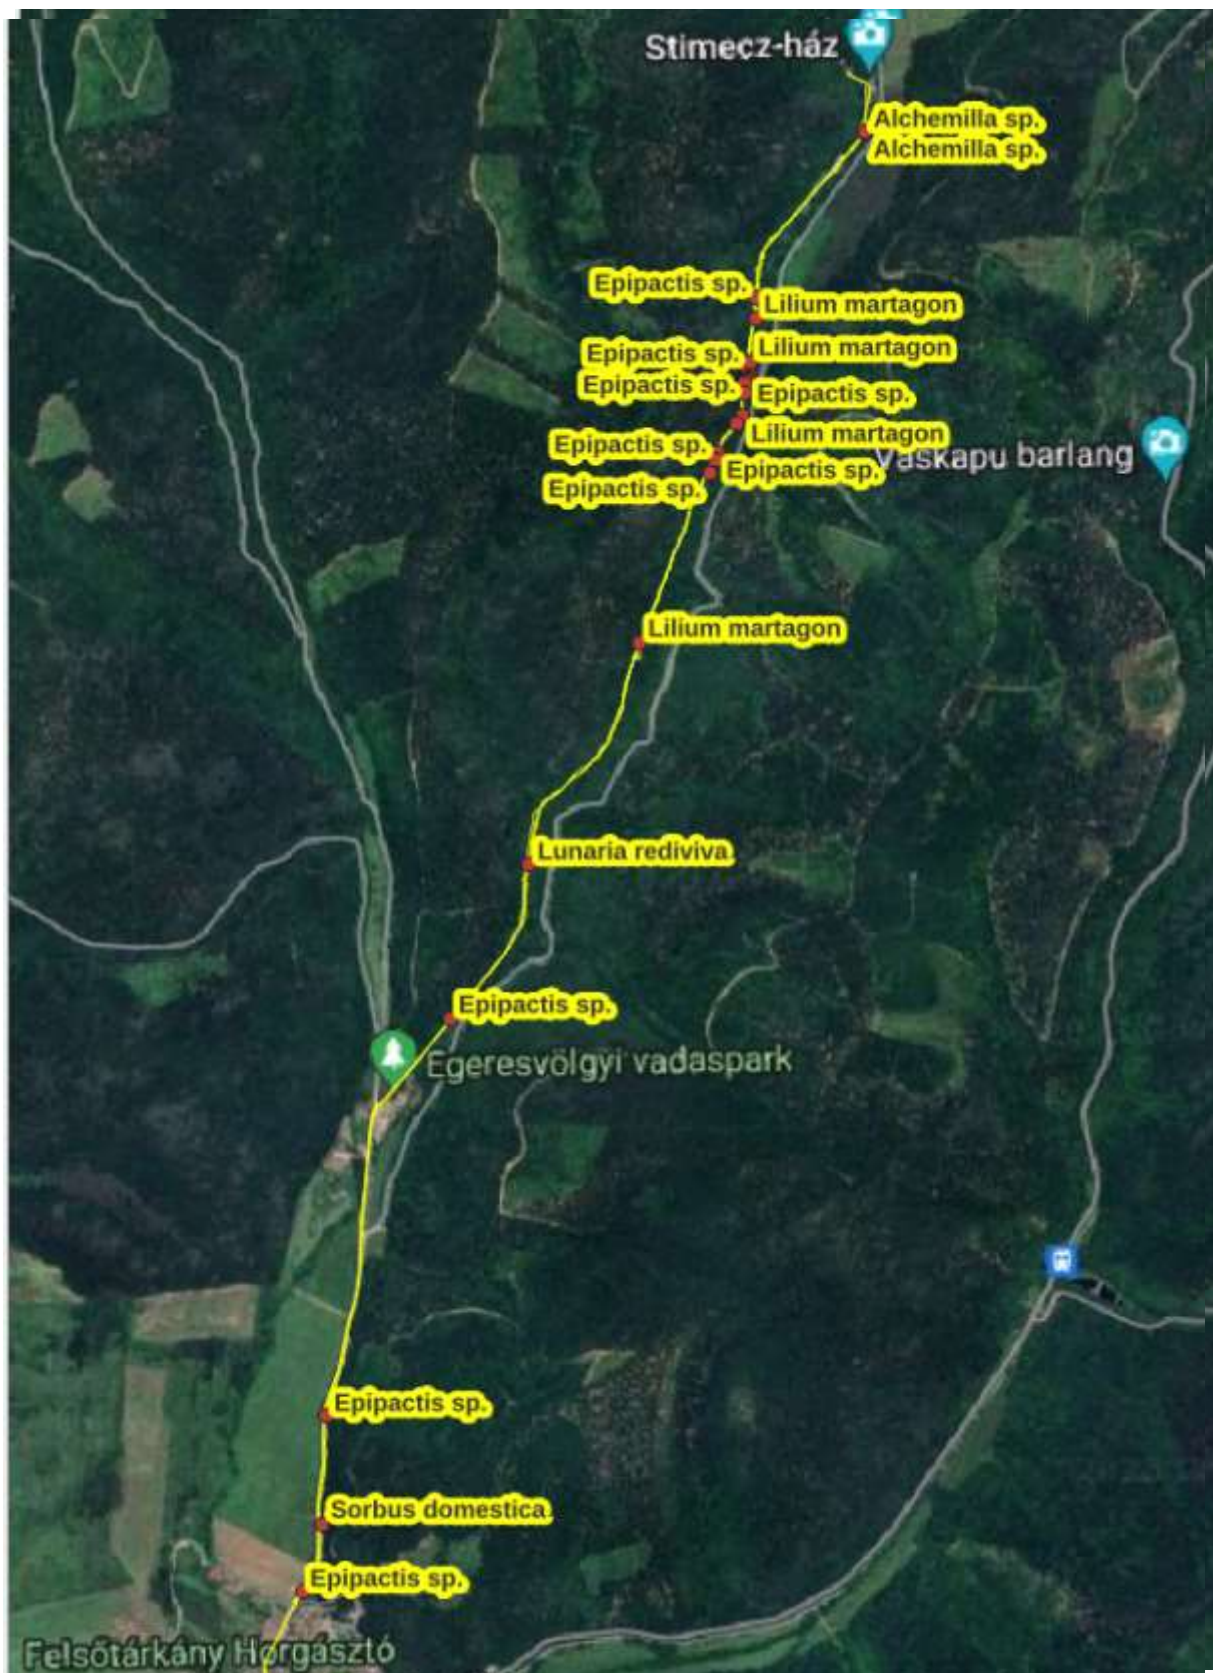 Stimecz-ház
Alchemilla sp.
Alchemilla sp.
Epipactis sp.
Lilium martagon
Lilium martagon
Epipactis sp.
Epipactis sp.
Epipactis sp.
Lilium martagon
Epipactis sp.
Vaskapu barlang
Epipactis sp.
Epipactis sp.
Lilium martagon
Lunaria rediviva
Epipactis sp.
Egeresvölgyi vadaspark
Epipactis sp.
Sorbus domestica
Epipactis sp.
Felsőtárkány Horgásztó